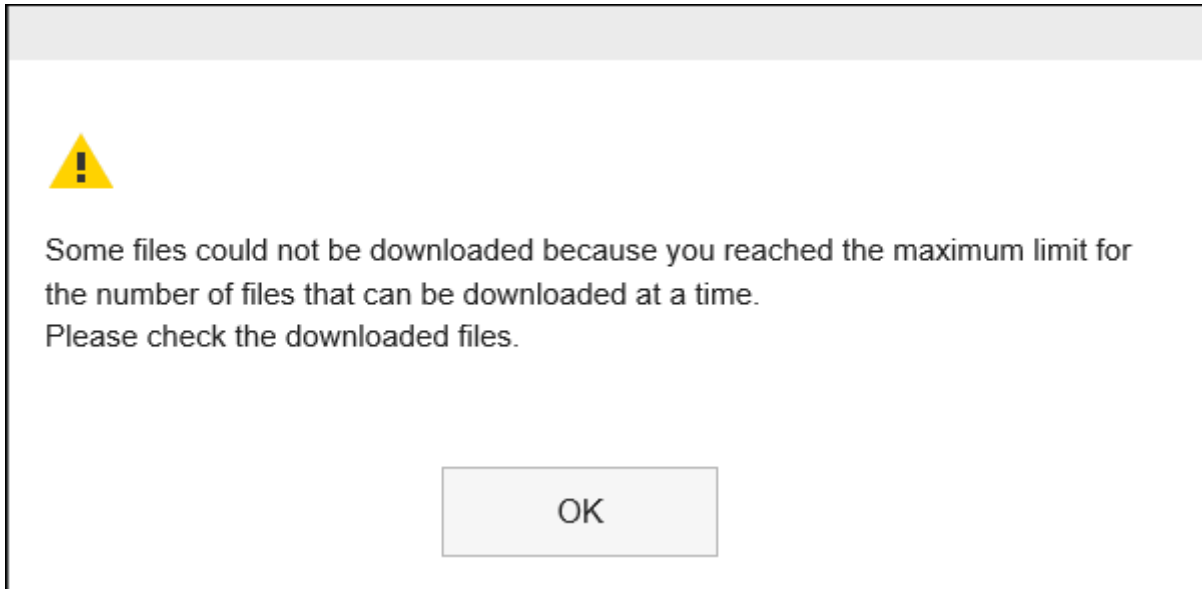 Some files could not be downloaded because you reached the maximum limit for
the number of files that can be downloaded at a time.
Please check the downloaded files.
OK